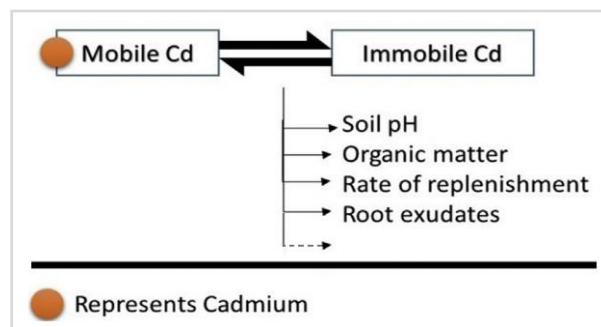 Mobile Cd
Immobile Cd
Soil pH
Organic matter
Rate of replenishment
Root exudates
Represents Cadmium